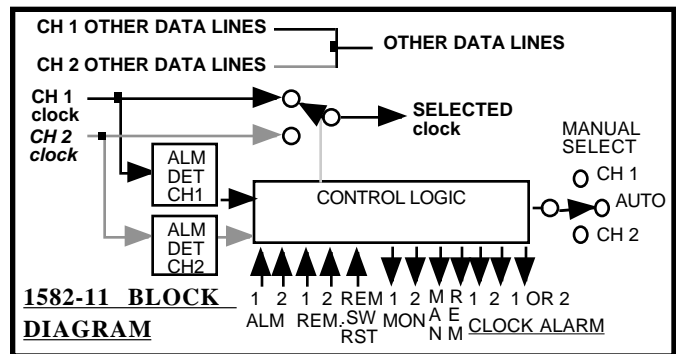 CH 1 OTHER DATA LINES
OTHER DATA LINES
CH 2 OTHER DATA LINES
CH 1
clock
SELECTED
clock
CH 2
clock
MANUAL
SELECT
CH 1
AUTO
CH 2
ALM
DET
CH1
CONTROL LOGIC
ALM
DET
CH2
1 2 1 2 REM 1 2 M R 1 2 1 OR 2
ALM REM. .SW MON A E CLOCK ALARM
RST N M
1582-11 BLOCK
DIAGRAM